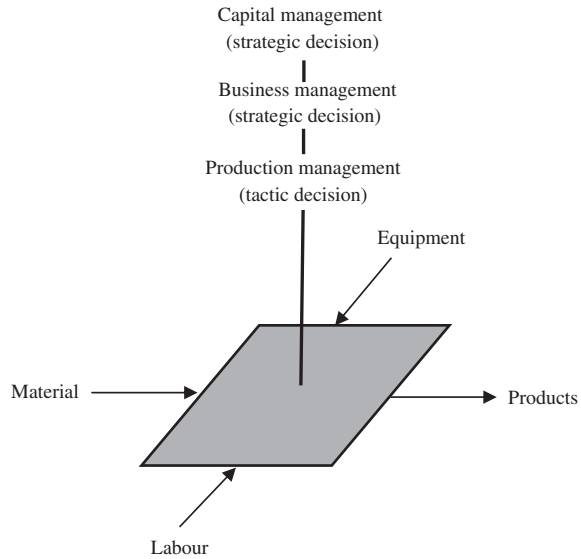 Capital management
(strategic decision)
Business management
(strategic decision)
Production management
(tactic decision)
Equipment
Material
Products
Labour